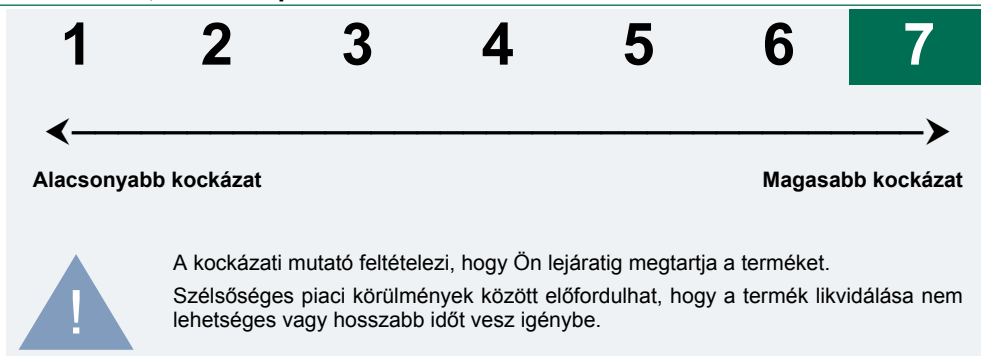 1 2 3 4 5 6 7
Alacsonyabb kockázat Magasabb kockázat
A kockázati mutató feltételezi, hogy Ön lejáratig megtartja a terméket.
Szélsőséges piaci körülmények között előfordulhat, hogy a termék likvidálása nem
lehetséges vagy hosszabb időt vesz igénybe.
!